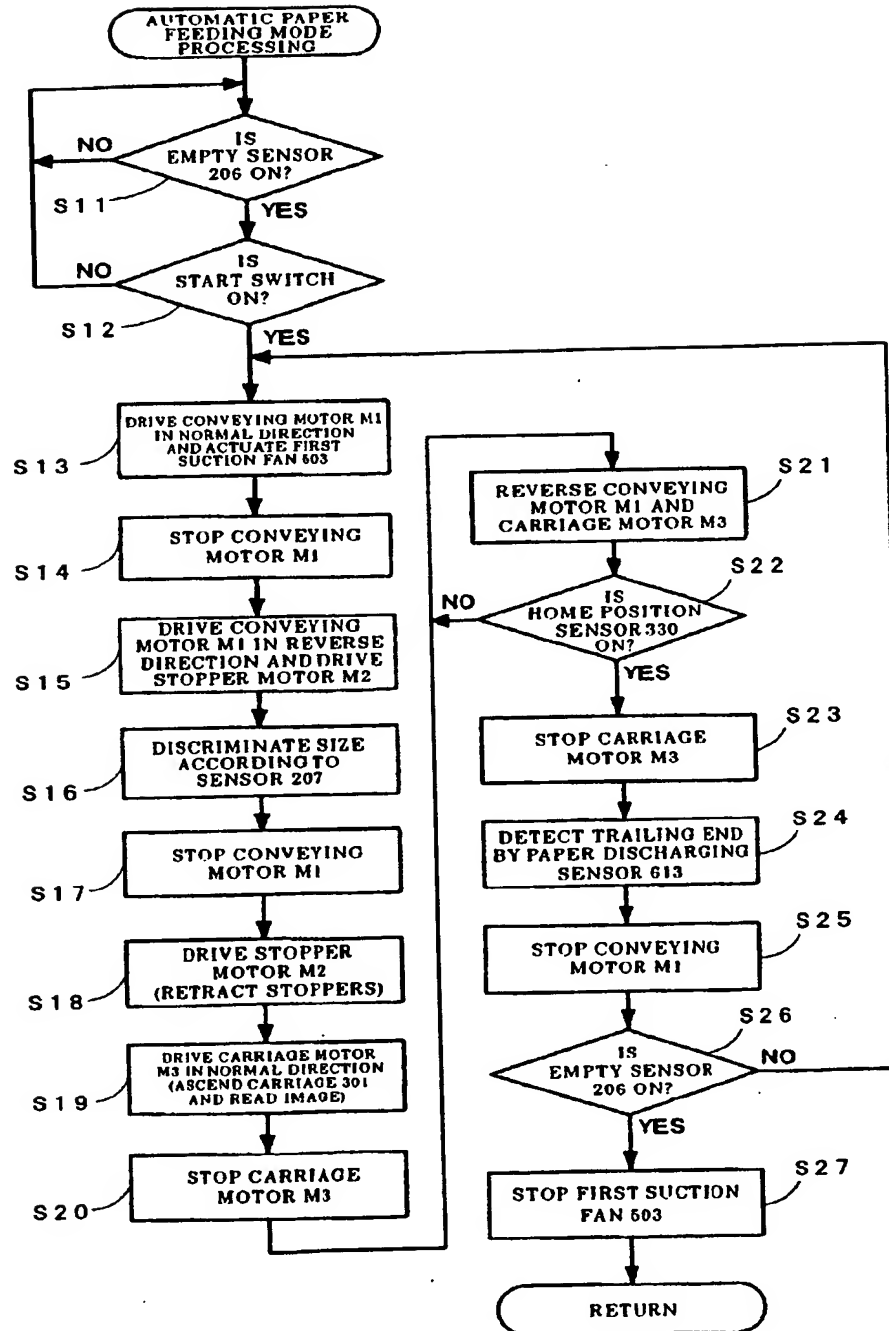 AUTOMATIC PAPER
FEEDING MODE
PROCESSING
IS
EMPTY SENSOR
206 ON?
NO
S11
YES
IS
START SWITCH
ON?
NO
S12
YES
DRIVE CONVEYING MOTOR M1
IN NORMAL DIRECTION
AND ACTUATE FIRST
SUCTION FAN 603
S13
STOP CONVEYING
MOTOR M1
S14
DRIVE CONVEYING
MOTOR M1 IN REVERSE
DIRECTION AND DRIVE
STOPPER MOTOR M2
S15
DISCRIMINATE SIZE
ACCORDING TO
SENSOR 207
S16
STOP CONVEYING
MOTOR M1
S17
DRIVE STOPPER
MOTOR M2
(RETRACT STOPPERS)
S18
DRIVE CARRIAGE MOTOR
M3 IN NORMAL DIRECTION
(ASCEND CARRIAGE 301
AND READ IMAGE)
S19
STOP CARRIAGE
MOTOR M3
S20
S21
REVERSE CONVEYING
MOTOR M1 AND
CARRIAGE MOTOR M3
S22
NO
IS
HOME POSITION
SENSOR 330
ON?
YES
S23
STOP CARRIAGE
MOTOR M3
S24
DETECT TRAILING END
BY PAPER DISCHARGING
SENSOR 613
S25
STOP CONVEYING
MOTOR M1
S26
IS
EMPTY SENSOR
206 ON?
NO
YES
S27
STOP FIRST SUCTION
FAN 603
RETURN